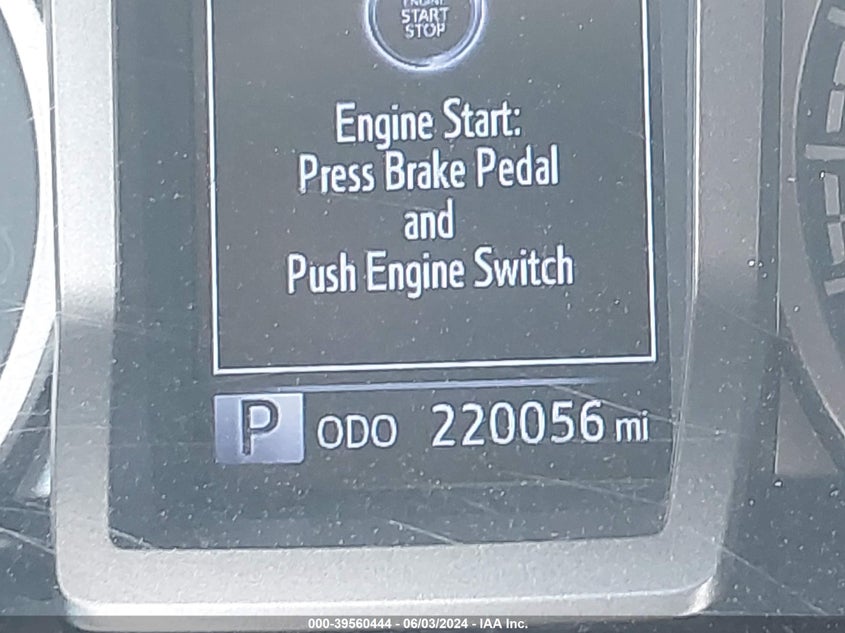 ENGINE
START
STOP
Engine Start:
Press Brake Pedal
and
Push Engine Switch
P ODO 220056 mi
000-39560444 - 06/03/2024 - IAA Inc.